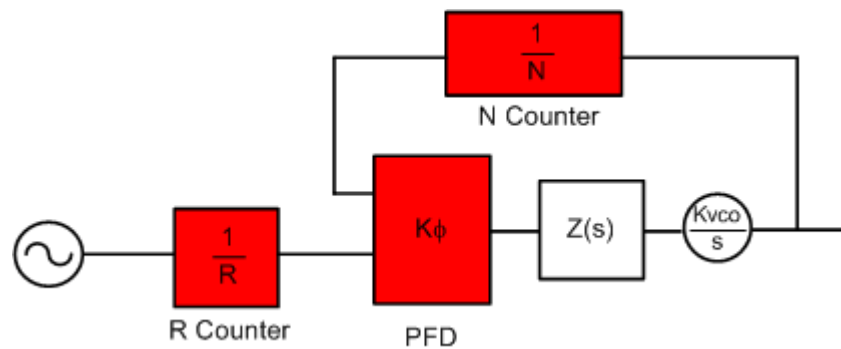 1
N
N Counter
Kϕ
Z(s)
Kvco
s
1
R
R Counter
PFD